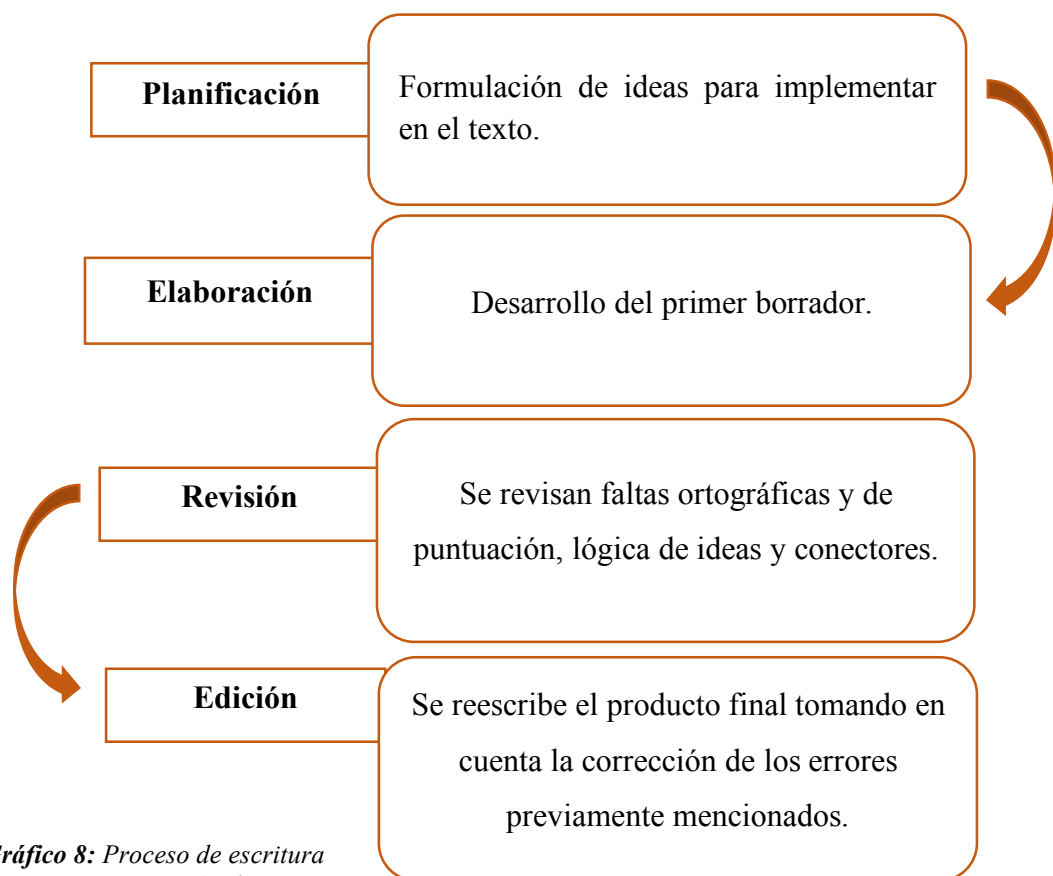 Planificación
Formulación de ideas para implementar
en el texto.
Elaboración
Desarrollo del primer borrador.
Revisión
Se revisan faltas ortográficas y de
puntuación, lógica de ideas y conectores.
Edición
Se reescribe el producto final tomando en
cuenta la corrección de los errores
previamente mencionados.
ráfico 8: Proceso de escritura